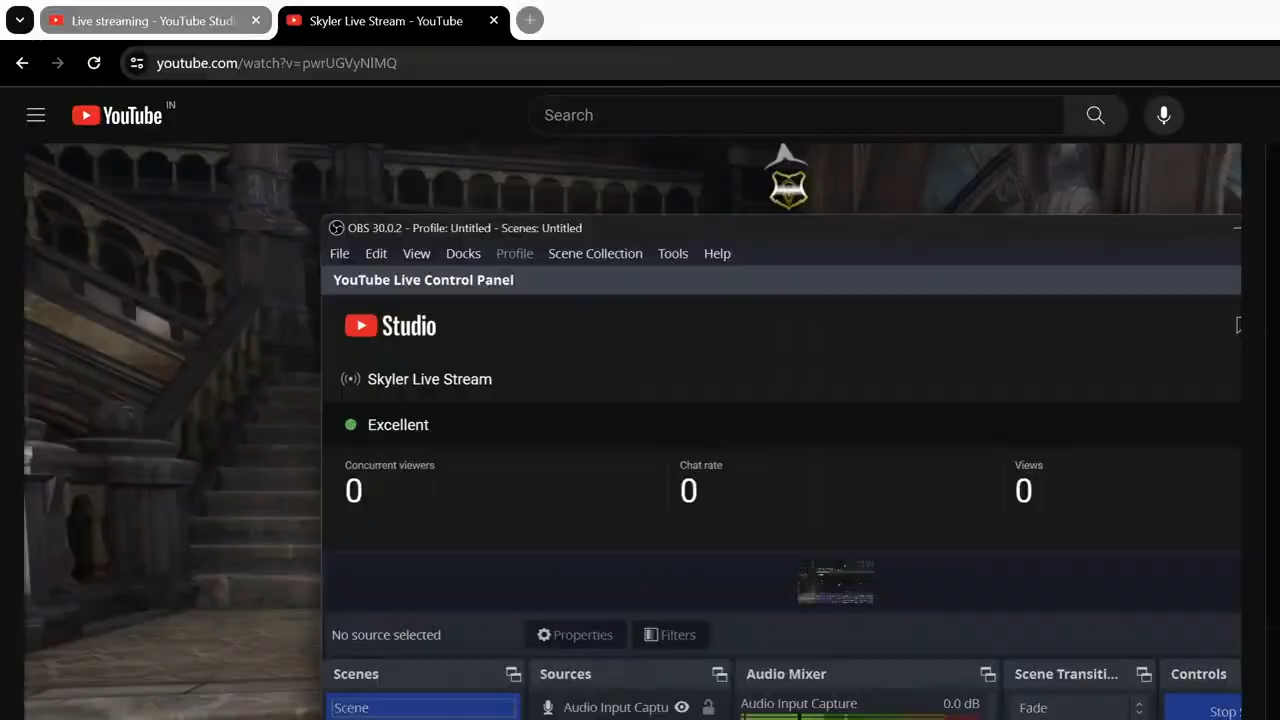 Live streaming - YouTube Studi
Skyler Live Stream - YouTube
youtube.com/watch?v=pwrUGVyNlMQ
YouTube IN
Search
OBS 30.0.2 - Profile: Untitled - Scenes: Untitled
File Edit View Docks Profile Scene Collection Tools Help
YouTube Live Control Panel
Studio
Skyler Live Stream
Excellent
Concurrent viewers Chat rate Views
0 0 0
No source selected Properties Filters
Scenes Sources Audio Mixer Scene Transiti... Controls
Scene Audio Input Captu Audio Input Capture 0.0 dB Fade Stop S